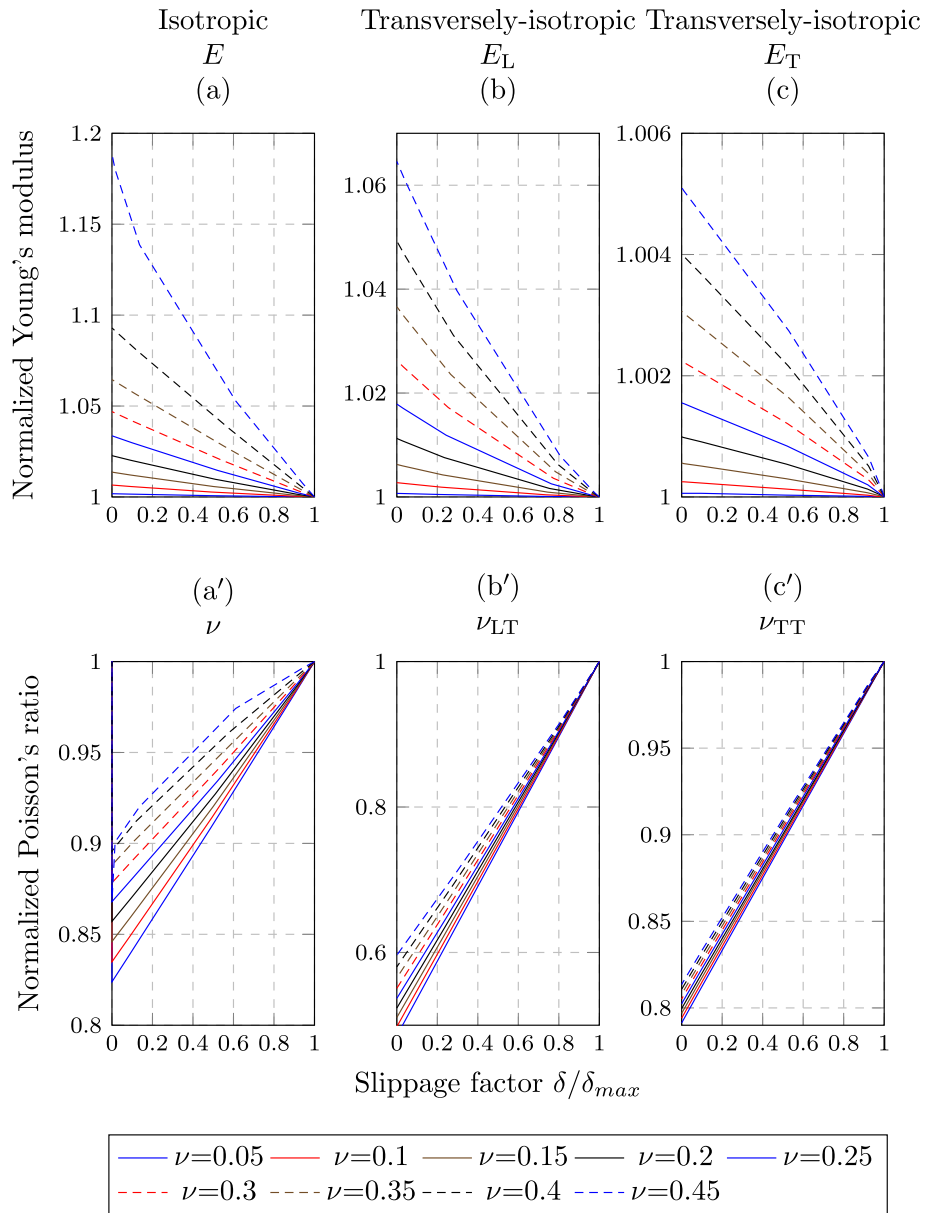 Isotropic Transversely-isotropic Transversely-isotropic
E E_L E_T
(a) (b) (c)
Normalized Young's modulus
1.2
1.15
1.1
1.05
1
0 0.2 0.4 0.6 0.8 1
1.06
1.04
1.02
1
0 0.2 0.4 0.6 0.8 1
1.006
1.004
1.002
1
0 0.2 0.4 0.6 0.8 1
(a′) (b′) (c′)
ν ν_LT ν_TT
Normalized Poisson's ratio
1
0.95
0.9
0.85
0.8
0 0.2 0.4 0.6 0.8 1
1
0.8
0.6
0 0.2 0.4 0.6 0.8 1
1
0.95
0.9
0.85
0.8
0 0.2 0.4 0.6 0.8 1
Slippage factor δ/δ_max
ν=0.05 ν=0.1 ν=0.15 ν=0.2 ν=0.25
ν=0.3 ν=0.35 ν=0.4 ν=0.45